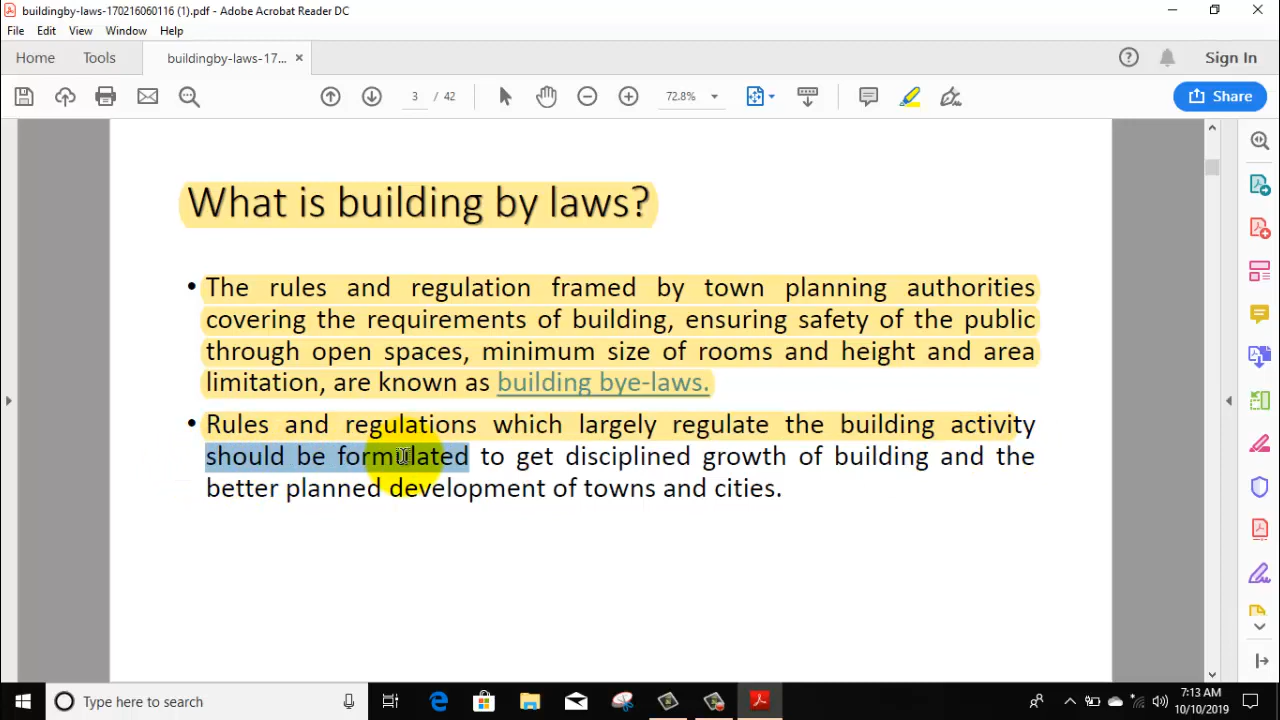 buildingby-laws-170216060116 (1).pdf - Adobe Acrobat Reader DC
File Edit View Window Help
Home Tools buildingby-laws-17... × Sign In
3 / 42 72.8% Share
What is building by laws?
• The rules and regulation framed by town planning authorities
covering the requirements of building, ensuring safety of the public
through open spaces, minimum size of rooms and height and area
limitation, are known as building bye-laws.
• Rules and regulations which largely regulate the building activity
should be formulated to get disciplined growth of building and the
better planned development of towns and cities.
Type here to search
7:13 AM
10/10/2019